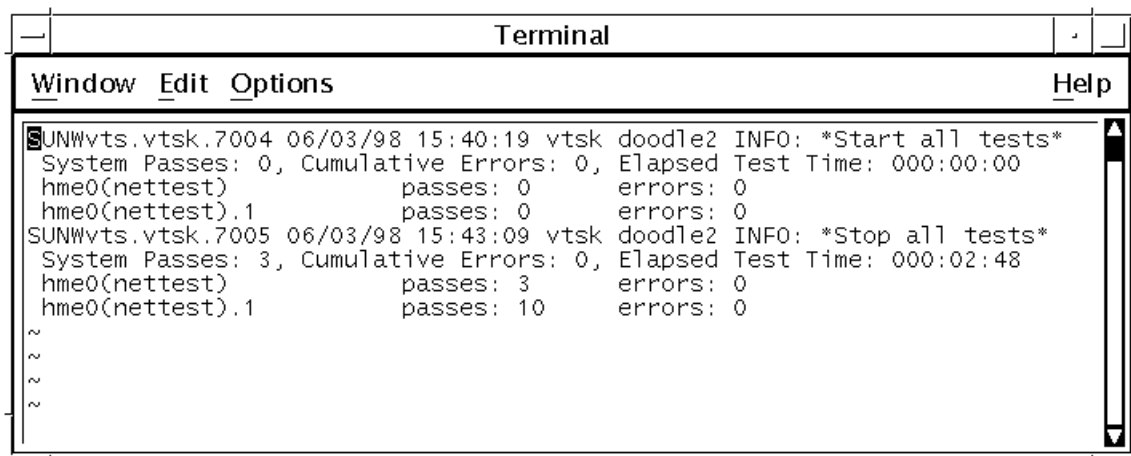 Terminal
Window Edit Options Help
SUNWvts.vtsk.7004 06/03/98 15:40:19 vtsk doodle2 INFO: *Start all tests*
System Passes: 0, Cumulative Errors: 0, Elapsed Test Time: 000:00:00
hme0(nettest) passes: 0 errors: 0
hme0(nettest).1 passes: 0 errors: 0
SUNWvts.vtsk.7005 06/03/98 15:43:09 vtsk doodle2 INFO: *Stop all tests*
System Passes: 3, Cumulative Errors: 0, Elapsed Test Time: 000:02:48
hme0(nettest) passes: 3 errors: 0
hme0(nettest).1 passes: 10 errors: 0
~
~
~
~